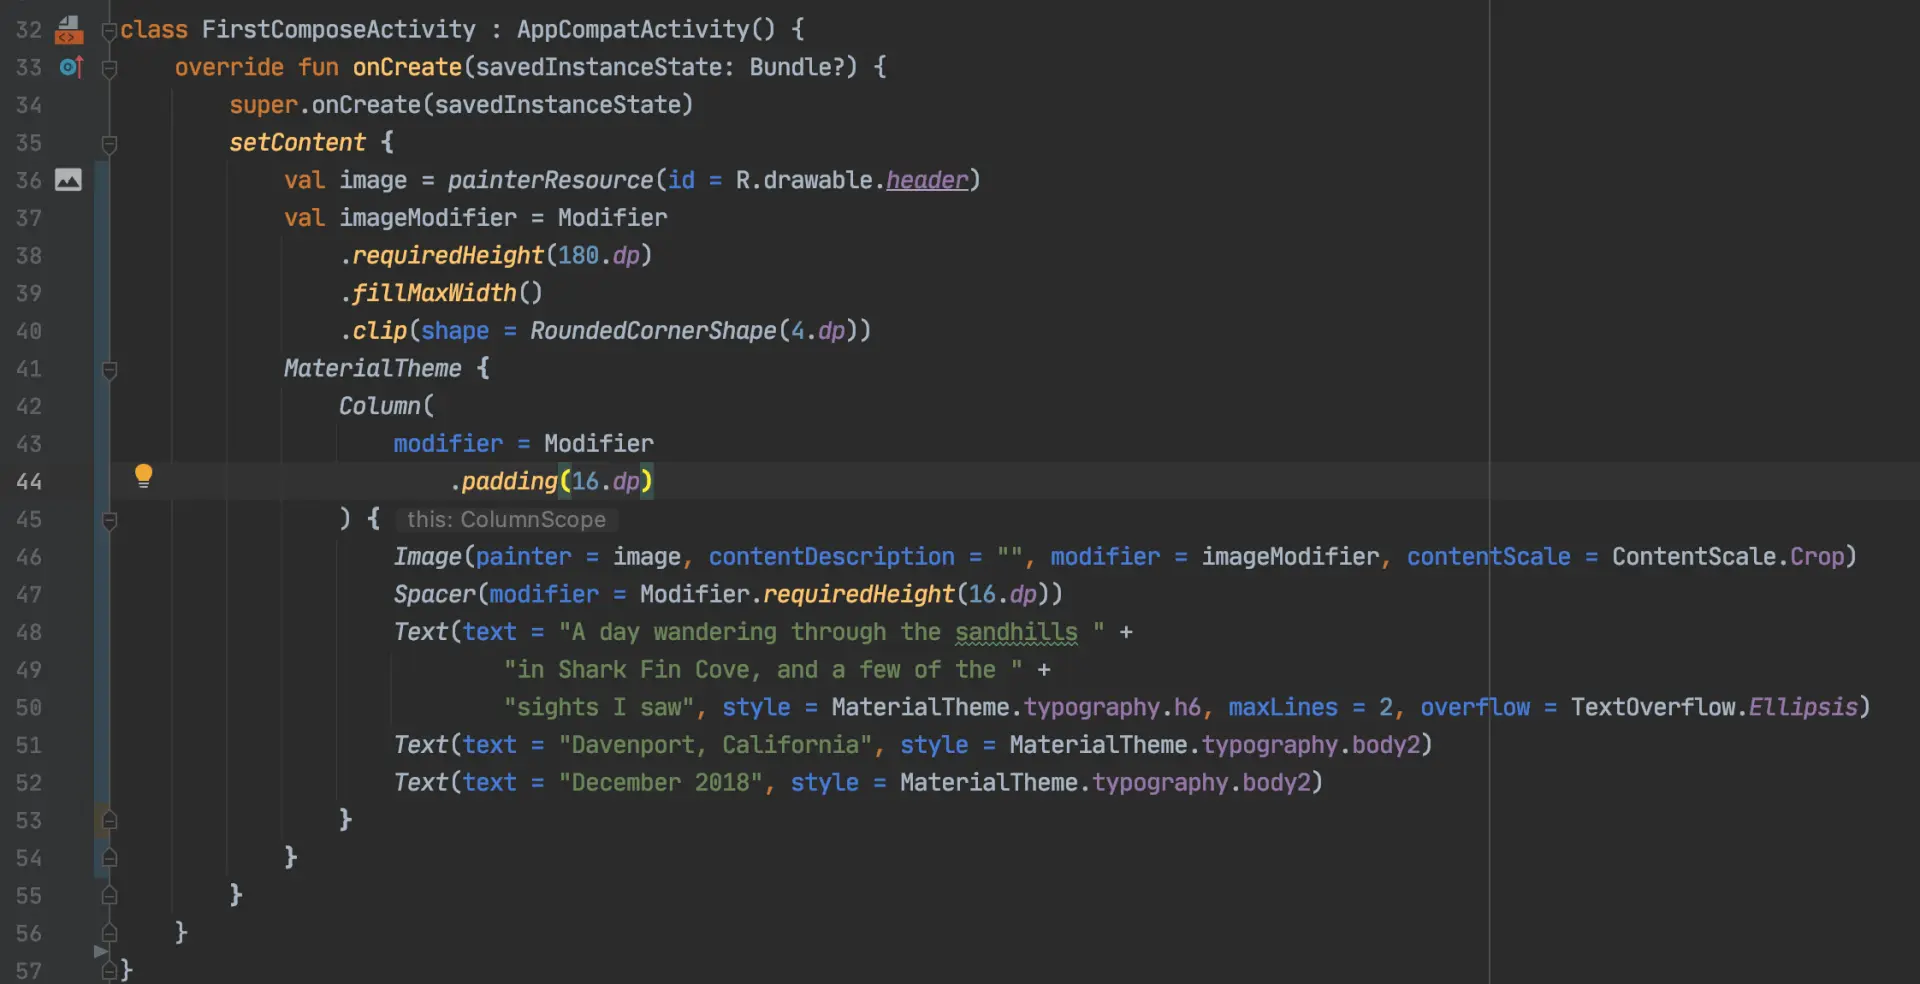 32 class FirstComposeActivity : AppCompatActivity() {
33     override fun onCreate(savedInstanceState: Bundle?) {
34         super.onCreate(savedInstanceState)
35         setContent {
36             val image = painterResource(id = R.drawable.header)
37             val imageModifier = Modifier
38                 .requiredHeight(180.dp)
39                 .fillMaxWidth()
40                 .clip(shape = RoundedCornerShape(4.dp))
41             MaterialTheme {
42                 Column(
43                     modifier = Modifier
44                         .padding(16.dp)
45                 ) { this: ColumnScope
46                     Image(painter = image, contentDescription = "", modifier = imageModifier, contentScale = ContentScale.Crop)
47                     Spacer(modifier = Modifier.requiredHeight(16.dp))
48                     Text(text = "A day wandering through the sandhills " +
49                             "in Shark Fin Cove, and a few of the " +
50                             "sights I saw", style = MaterialTheme.typography.h6, maxLines = 2, overflow = TextOverflow.Ellipsis)
51                     Text(text = "Davenport, California", style = MaterialTheme.typography.body2)
52                     Text(text = "December 2018", style = MaterialTheme.typography.body2)
53                 }
54             }
55         }
56     }
57 }